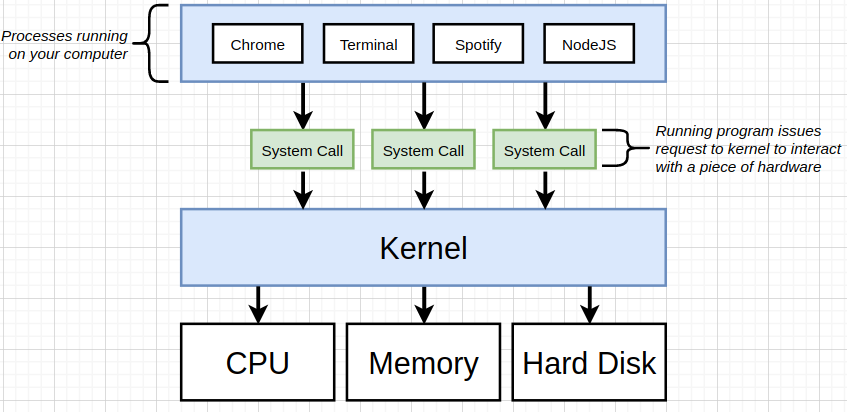 Processes running
on your computer
Chrome
Terminal
Spotify
NodeJS
System Call
System Call
System Call
Running program issues
request to kernel to interact
with a piece of hardware
Kernel
CPU
Memory
Hard Disk